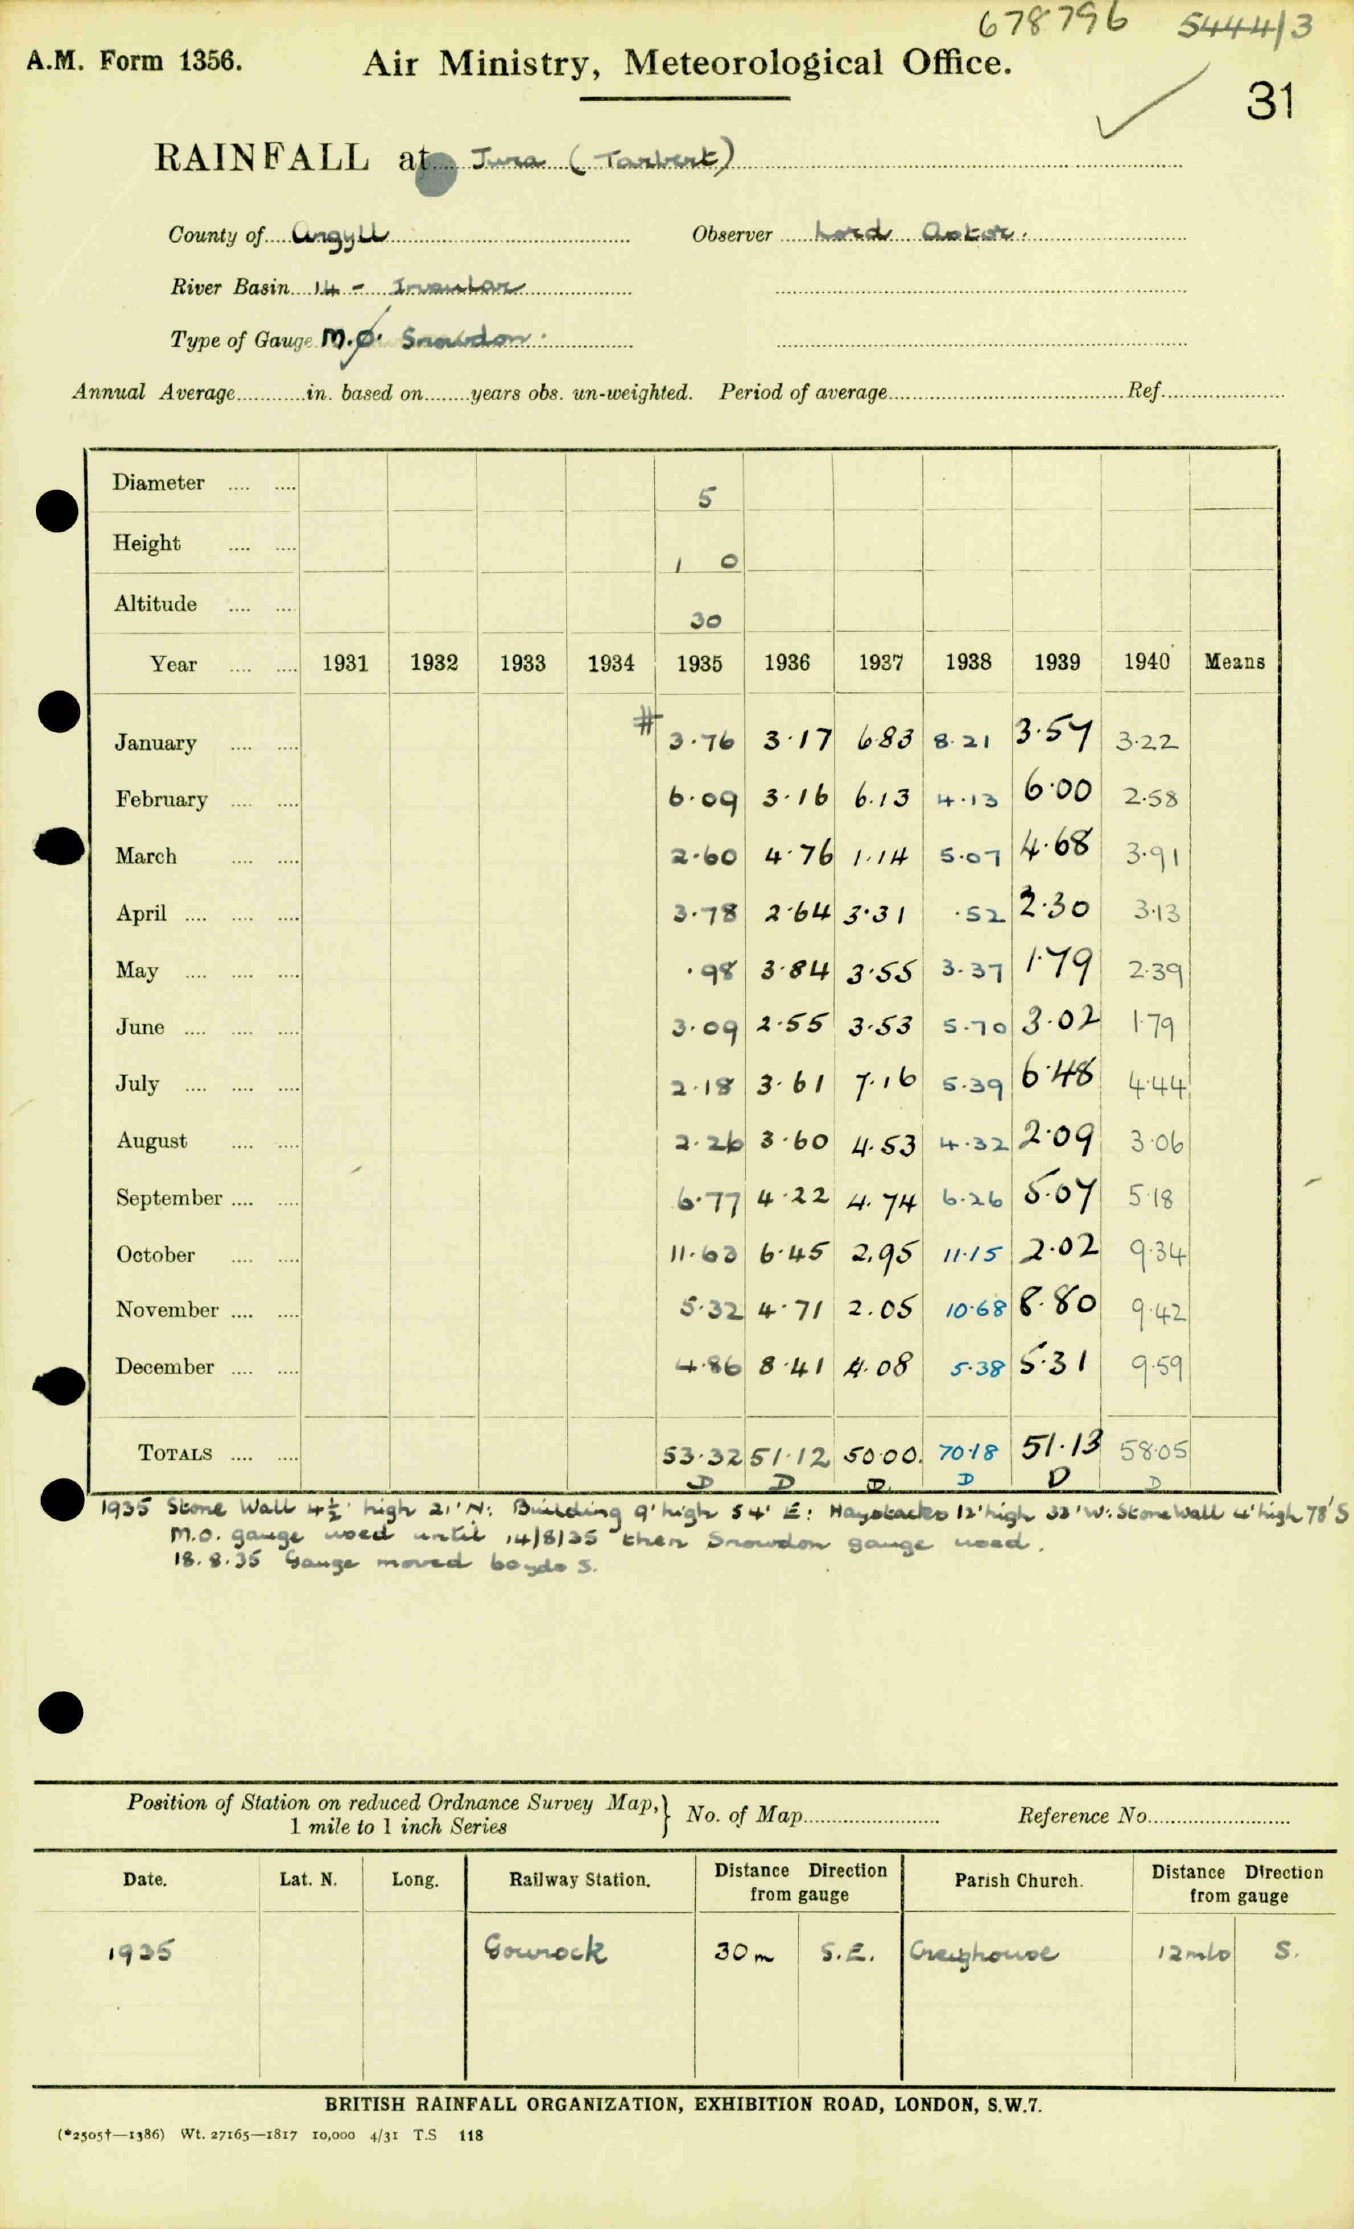 678796 5444/3
A.M. Form 1356. Air Ministry, Meteorological Office.
31
RAINFALL at Jura (Tarbert)
County of Argyll Observer Lord Astor.
River Basin 14 - Insular
Type of Gauge M.O. Snowdon.
Annual Average in. based on years obs. un-weighted. Period of average Ref.
Diameter 5
Height 1 0
Altitude 30
Year 1931 1932 1933 1934 1935 1936 1937 1938 1939 1940 Means
January # 3.76 3.17 6.83 8.21 3.57 3.22
February 6.09 3.16 6.13 4.13 6.00 2.58
March 2.60 4.76 1.14 5.07 4.68 3.91
April 3.78 2.64 3.31 .52 2.30 3.13
May .98 3.84 3.55 3.37 1.79 2.39
June 3.09 2.55 3.53 5.70 3.02 1.79
July 2.18 3.61 7.16 5.39 6.48 4.44
August 2.26 3.60 4.53 4.32 2.09 3.06
September 6.77 4.22 4.74 6.26 5.07 5.18
October 11.63 6.45 2.95 11.15 2.02 9.34
November 5.32 4.71 2.05 10.68 8.80 9.42
December 4.86 8.41 4.08 5.38 5.31 9.59
TOTALS 53.32 51.12 50.00 70.18 51.13 58.05
D D D D D D
1935 Stone Wall 4½' high 21' N: Building 9' high 54' E: Haystacks 12' high 33' W: Stone Wall 4' high 78' S
M.O. gauge used until 14/8/35 then Snowdon gauge used.
18.8.35 Gauge moved 60 yds S.
Position of Station on reduced Ordnance Survey Map, 1 mile to 1 inch Series } No. of Map Reference No.
Date. Lat. N. Long. Railway Station. Distance Direction from gauge Parish Church. Distance Direction from gauge
1935 Gourock 30 m S.E. Craighouse 12 mls S.
BRITISH RAINFALL ORGANIZATION, EXHIBITION ROAD, LONDON, S.W.7.
(*2505†—1386) Wt. 27165—1817 10,000 4/31 T.S 118